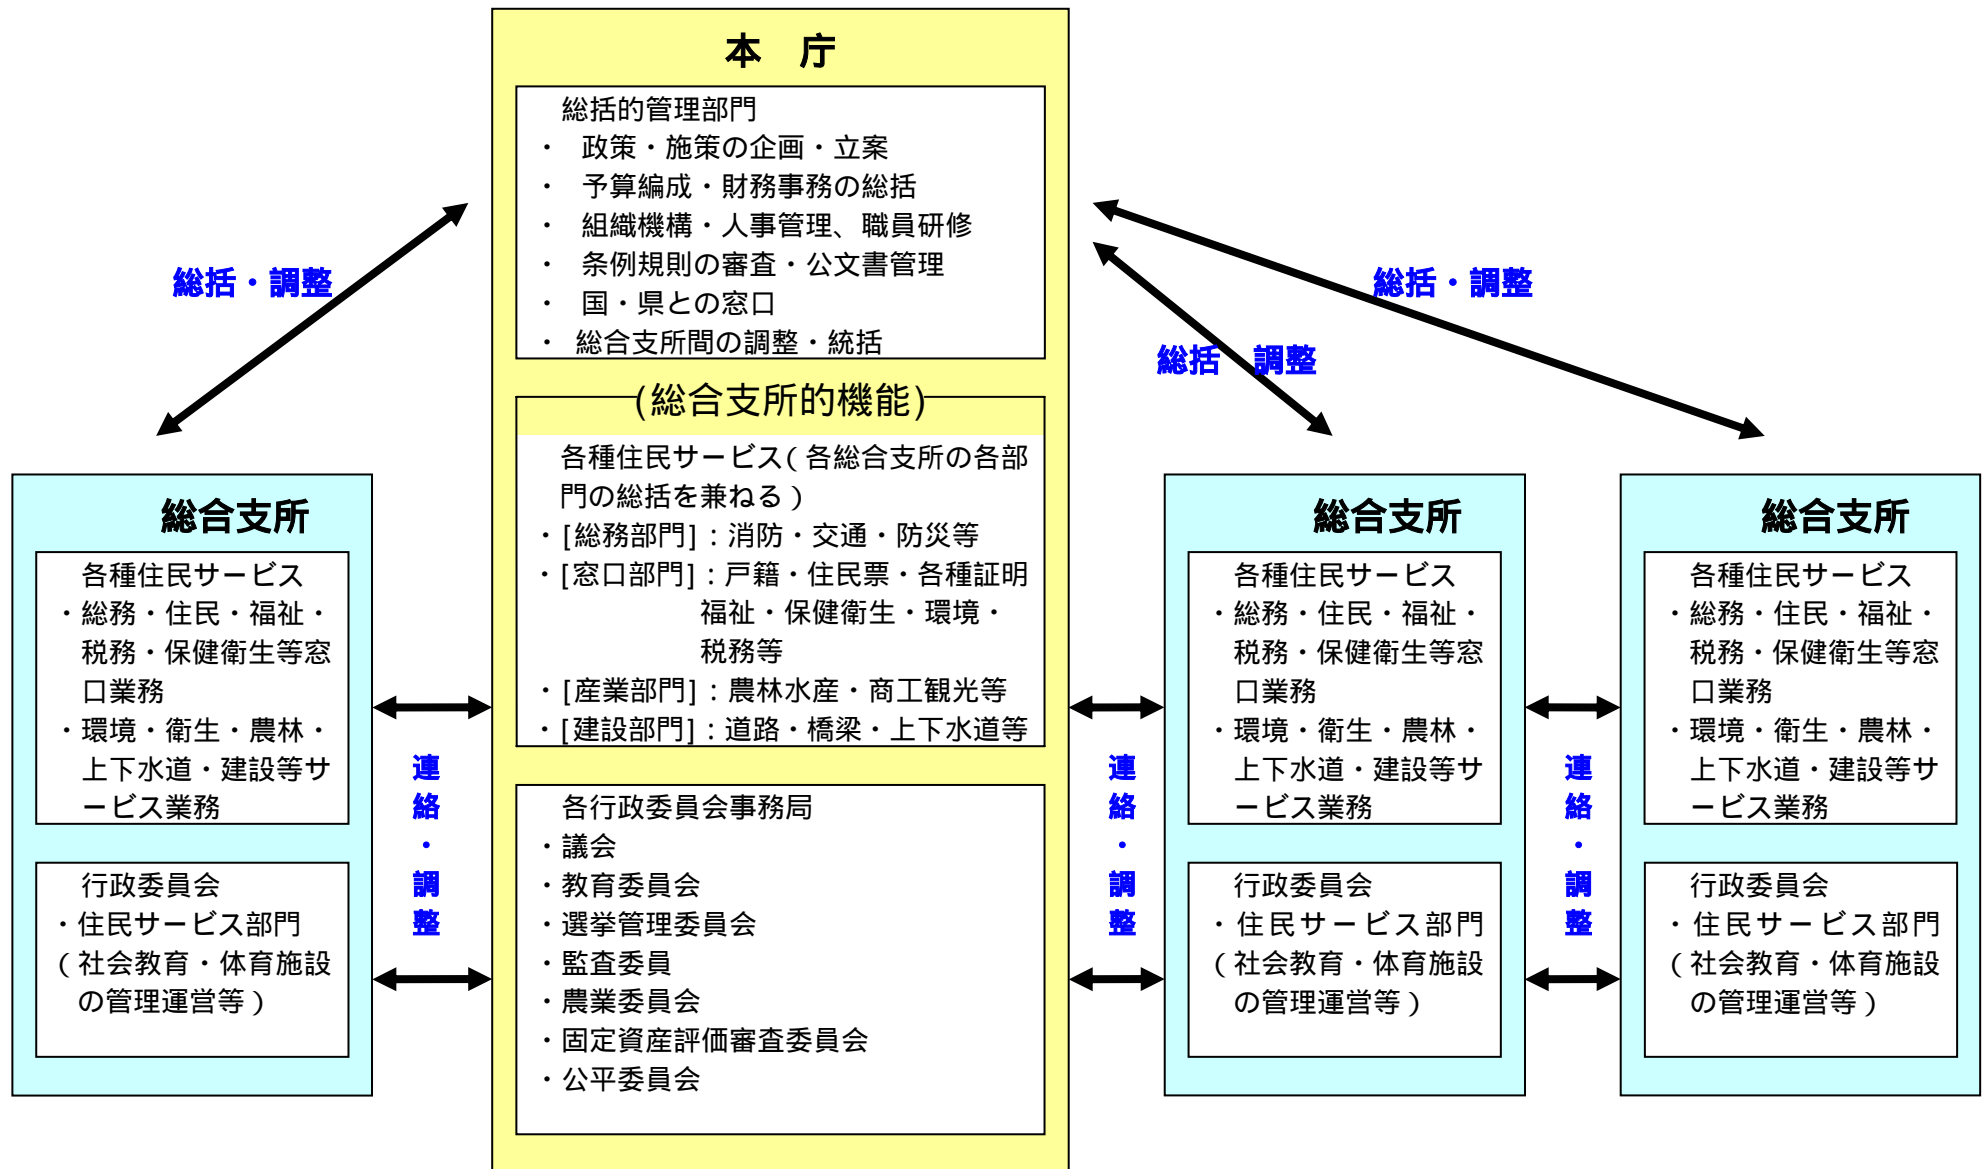 本　庁
総括的管理部門
・ 政策・施策の企画・立案
・ 予算編成・財務事務の総括
・ 組織機構・人事管理、職員研修
・ 条例規則の審査・公文書管理
・ 国・県との窓口
・ 総合支所間の調整・統括
(総合支所的機能)
各種住民サービス(各総合支所の各部
門の総括を兼ねる)
・[総務部門]：消防・交通・防災等
・[窓口部門]：戸籍・住民票・各種証明
福祉・保健衛生・環境・
税務等
・[産業部門]：農林水産・商工観光等
・[建設部門]：道路・橋梁・上下水道等
各行政委員会事務局
・議会
・教育委員会
・選挙管理委員会
・監査委員
・農業委員会
・固定資産評価審査委員会
・公平委員会
総括・調整
総括・調整
総括　調整
総合支所
各種住民サービス
・総務・住民・福祉・
税務・保健衛生等窓
口業務
・環境・衛生・農林・
上下水道・建設等サ
ービス業務
行政委員会
・住民サービス部門
(社会教育・体育施設
の管理運営等)
連絡・調整
連絡・調整
総合支所
各種住民サービス
・総務・住民・福祉・
税務・保健衛生等窓
口業務
・環境・衛生・農林・
上下水道・建設等サ
ービス業務
行政委員会
・住民サービス部門
(社会教育・体育施設
の管理運営等)
連絡・調整
総合支所
各種住民サービス
・総務・住民・福祉・
税務・保健衛生等窓
口業務
・環境・衛生・農林・
上下水道・建設等サ
ービス業務
行政委員会
・住民サービス部門
(社会教育・体育施設
の管理運営等)